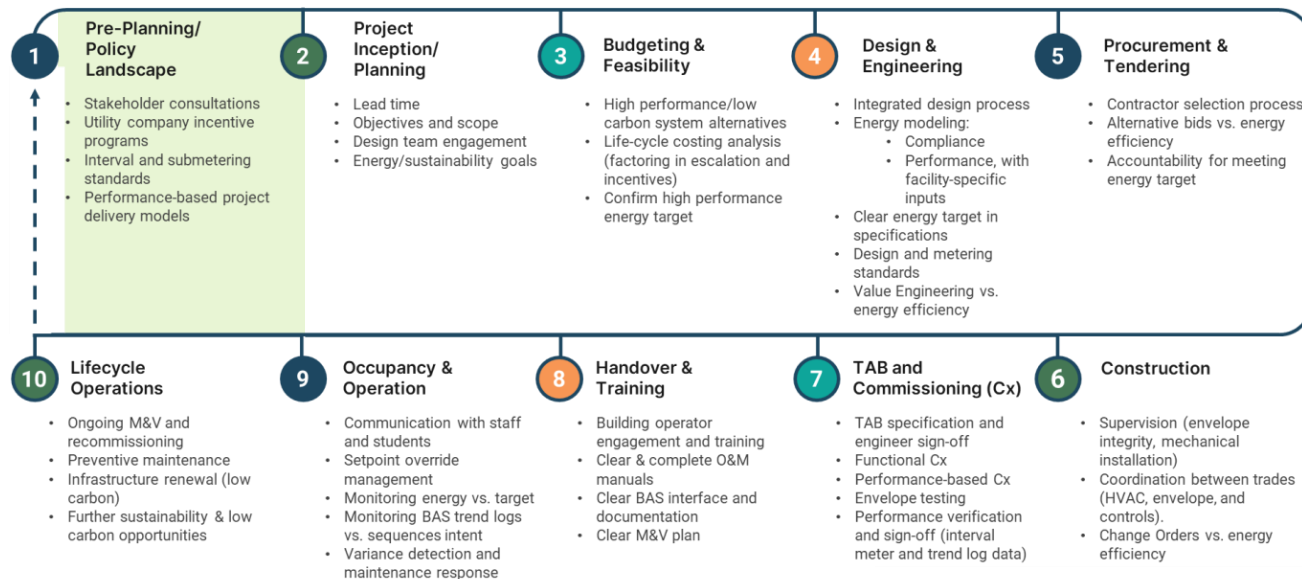 1
Pre-Planning/
Policy
Landscape
• Stakeholder consultations
• Utility company incentive
programs
• Interval and submetering
standards
• Performance-based project
delivery models
2
Project
Inception/
Planning
• Lead time
• Objectives and scope
• Design team engagement
• Energy/sustainability goals
3
Budgeting &
Feasibility
• High performance/low
carbon system alternatives
• Life-cycle costing analysis
(factoring in escalation and
incentives)
• Confirm high performance
energy target
4
Design &
Engineering
• Integrated design process
• Energy modeling:
• Compliance
• Performance, with
facility-specific
inputs
• Clear energy target in
specifications
• Design and metering
standards
• Value Engineering vs.
energy efficiency
5
Procurement &
Tendering
• Contractor selection process
• Alternative bids vs. energy
efficiency
• Accountability for meeting
energy target
10
Lifecycle
Operations
• Ongoing M&V and
recommissioning
• Preventive maintenance
• Infrastructure renewal (low
carbon)
• Further sustainability & low
carbon opportunities
9
Occupancy &
Operation
• Communication with staff
and students
• Setpoint override
management
• Monitoring energy vs. target
• Monitoring BAS trend logs
vs. sequences intent
• Variance detection and
maintenance response
8
Handover &
Training
• Building operator
engagement and training
• Clear & complete O&M
manuals
• Clear BAS interface and
documentation
• Clear M&V plan
7
TAB and
Commissioning (Cx)
• TAB specification and
engineer sign-off
• Functional Cx
• Performance-based Cx
• Envelope testing
• Performance verification
and sign-off (interval
meter and trend log data)
6
Construction
• Supervision (envelope
integrity, mechanical
installation)
• Coordination between trades
(HVAC, envelope, and
controls).
• Change Orders vs. energy
efficiency